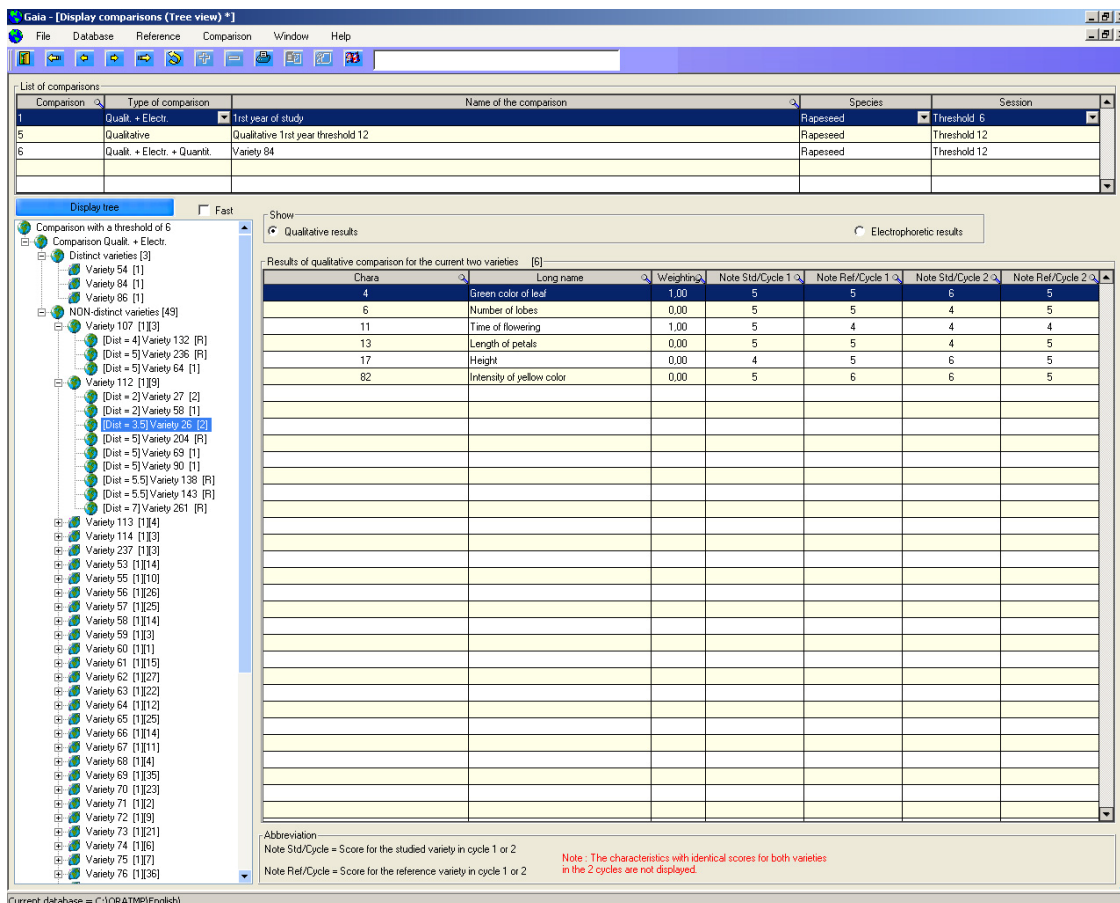 Gaia - [Display comparisons (Tree view) *]
File Database Reference Comparison Window Help
List of comparisons
Comparison Type of comparison Name of the comparison Species Session
1 Qualit. + Electr. 1rst year of study Rapeseed Threshold 6
5 Qualitative Qualitative 1rst year threshold 12 Rapeseed Threshold 12
6 Qualit. + Electr. + Quantit. Variety 84 Rapeseed Threshold 12
Display tree Fast
Comparison with a threshold of 6
Comparison Qualit. + Electr.
Distinct varieties [3]
Variety 54 [1]
Variety 84 [1]
Variety 86 [1]
NON-distinct varieties [49]
Variety 107 [1][3]
[Dist = 4] Variety 132 [R]
[Dist = 5] Variety 236 [R]
[Dist = 5] Variety 64 [1]
Variety 112 [1][9]
[Dist = 2] Variety 27 [2]
[Dist = 2] Variety 58 [1]
[Dist = 3.5] Variety 26 [2]
[Dist = 5] Variety 204 [R]
[Dist = 5] Variety 69 [1]
[Dist = 5] Variety 90 [1]
[Dist = 5.5] Variety 138 [R]
[Dist = 5.5] Variety 143 [R]
[Dist = 7] Variety 261 [R]
Variety 113 [1][4]
Variety 114 [1][3]
Variety 237 [1][3]
Variety 53 [1][14]
Variety 55 [1][10]
Variety 56 [1][26]
Variety 57 [1][25]
Variety 58 [1][14]
Variety 59 [1][3]
Variety 60 [1][1]
Variety 61 [1][15]
Variety 62 [1][27]
Variety 63 [1][22]
Variety 64 [1][12]
Variety 65 [1][25]
Variety 66 [1][14]
Variety 67 [1][11]
Variety 68 [1][4]
Variety 69 [1][35]
Variety 70 [1][23]
Variety 71 [1][2]
Variety 72 [1][9]
Variety 73 [1][21]
Variety 74 [1][6]
Variety 75 [1][7]
Variety 76 [1][36]
Show
Qualitative results Electrophoretic results
Results of qualitative comparison for the current two varieties [6]
Chara Long name Weighting Note Std/Cycle 1 Note Ref/Cycle 1 Note Std/Cycle 2 Note Ref/Cycle 2
4 Green color of leaf 1,00 5 5 6 5
6 Number of lobes 0,00 5 5 4 5
11 Time of flowering 1,00 5 4 4 4
13 Length of petals 0,00 5 5 4 5
17 Height 0,00 4 5 6 5
82 Intensity of yellow color 0,00 5 6 6 5
Abbreviation
Note Std/Cycle = Score for the studied variety in cycle 1 or 2
Note Ref/Cycle = Score for the reference variety in cycle 1 or 2
Note : The characteristics with identical scores for both varieties
in the 2 cycles are not displayed.
Current database = C:\ORATMP\English\